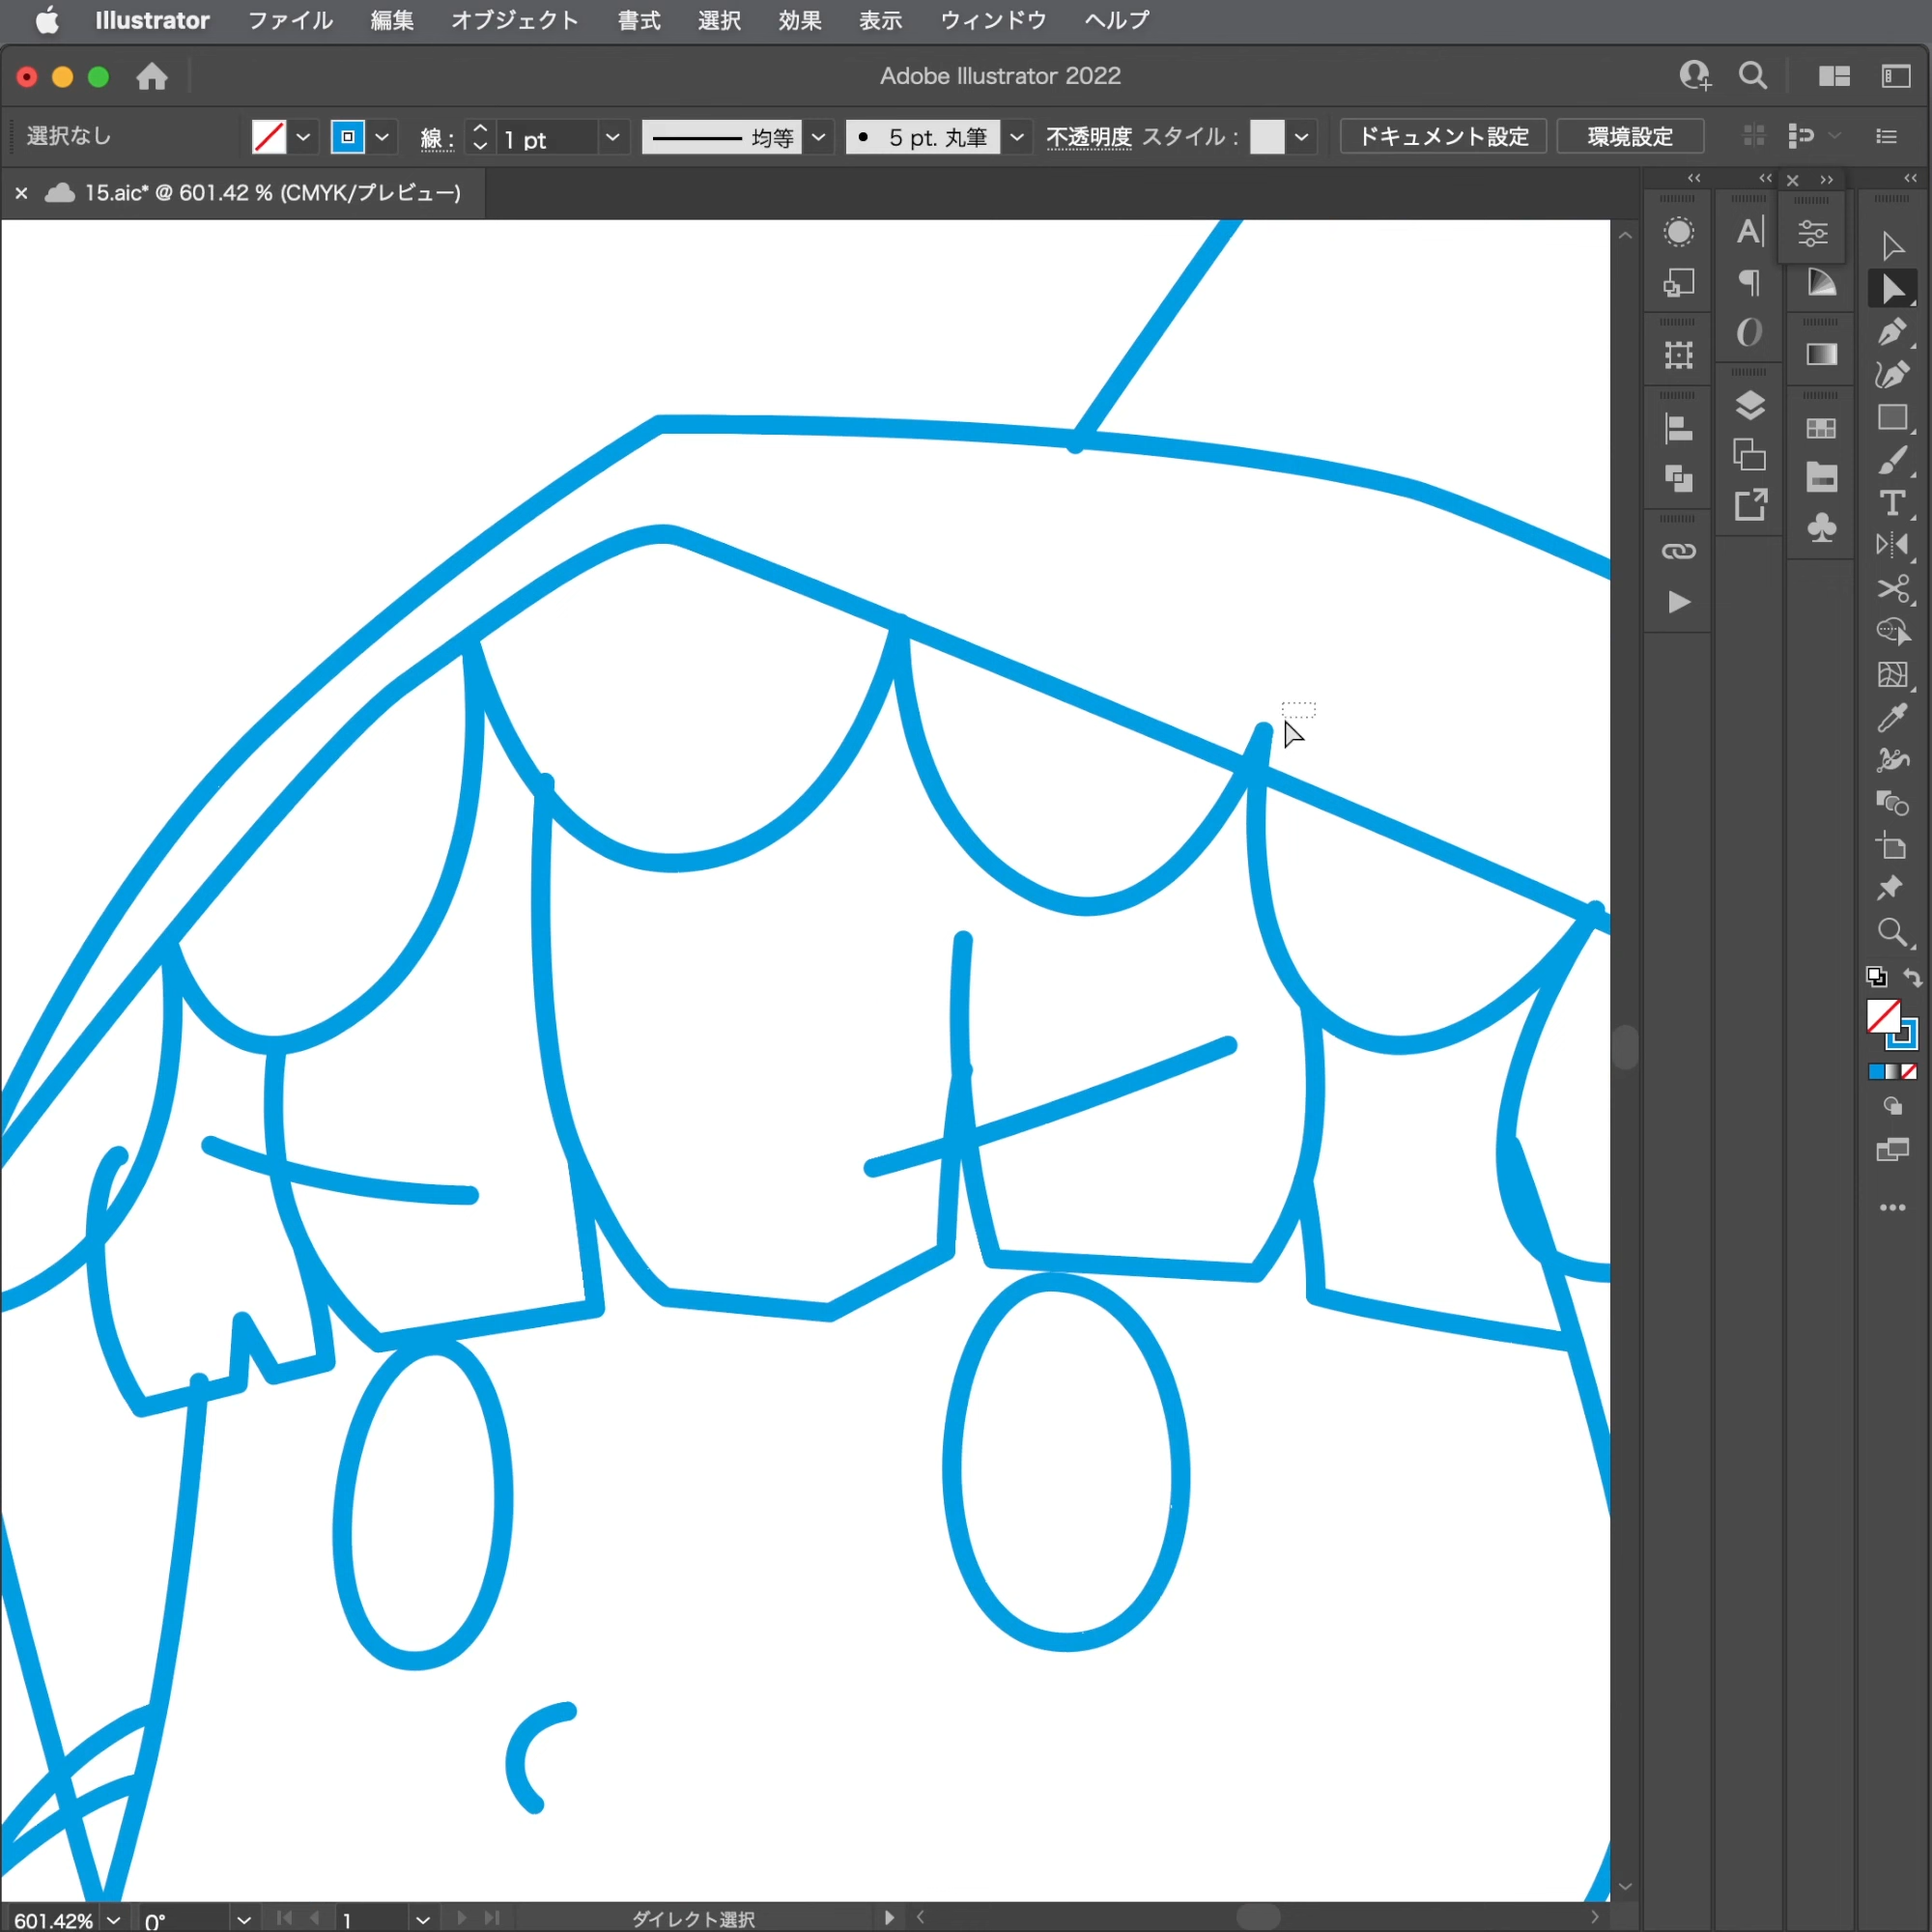 Illustrator ファイル 編集 オブジェクト 書式 選択 効果 表示 ウィンドウ ヘルプ
Adobe Illustrator 2022
選択なし 線 : 1 pt 均等 5 pt. 丸筆 不透明度 スタイル : ドキュメント設定 環境設定
15.aic* @ 601.42 % (CMYK/プレビュー)
601.42% 0° 1 ダイレクト選択